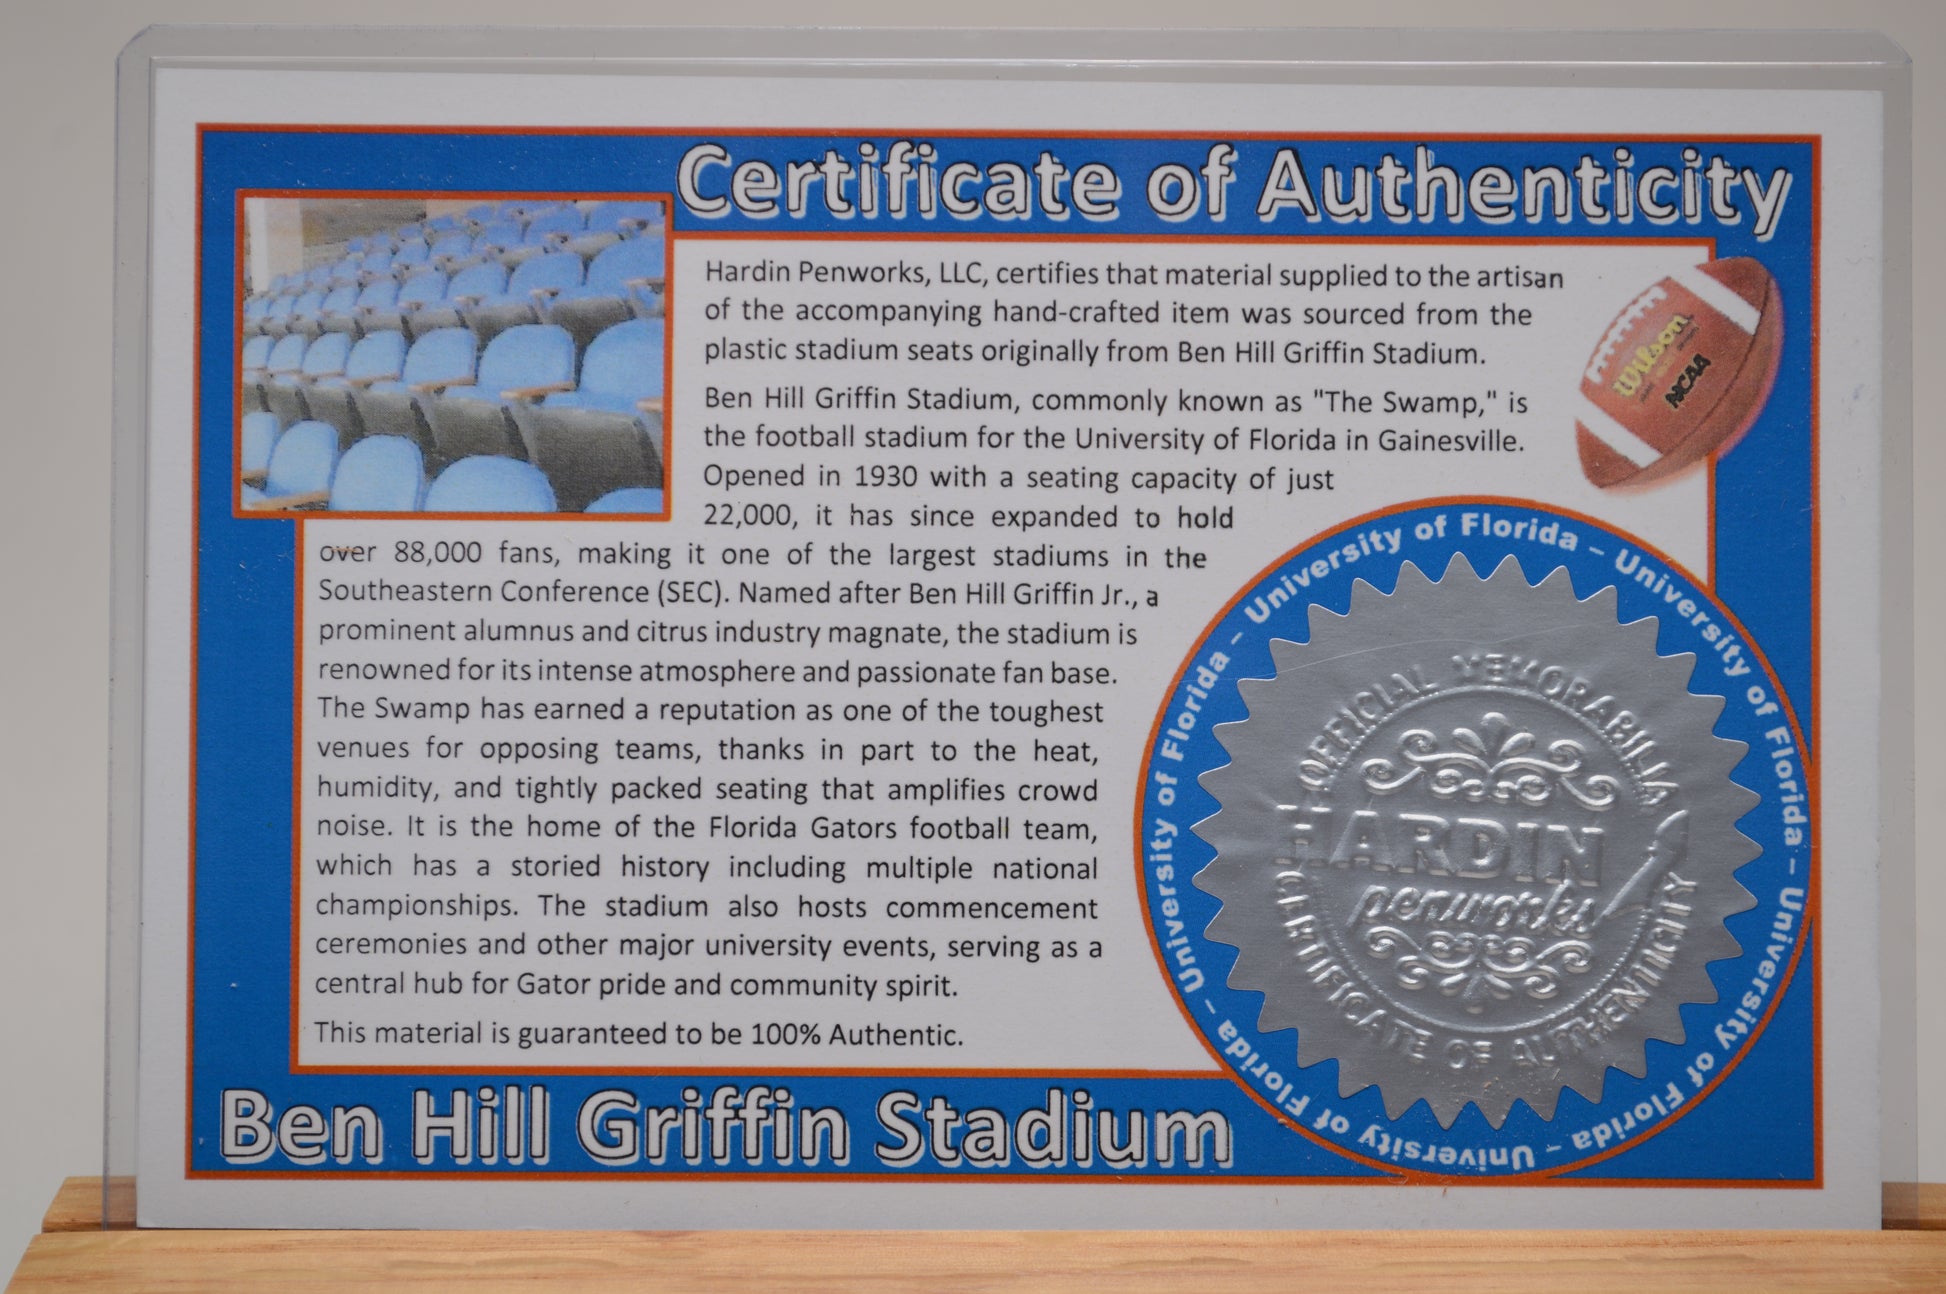 Certificate of Authenticity
Hardin Penworks, LLC, certifies that material supplied to the artisan
of the accompanying hand-crafted item was sourced from the
plastic stadium seats originally from Ben Hill Griffin Stadium.
Ben Hill Griffin Stadium, commonly known as "The Swamp," is
the football stadium for the University of Florida in Gainesville.
Opened in 1930 with a seating capacity of just
22,000, it has since expanded to hold
over 88,000 fans, making it one of the largest stadiums in the
Southeastern Conference (SEC). Named after Ben Hill Griffin Jr., a
prominent alumnus and citrus industry magnate, the stadium is
renowned for its intense atmosphere and passionate fan base.
The Swamp has earned a reputation as one of the toughest
venues for opposing teams, thanks in part to the heat,
humidity, and tightly packed seating that amplifies crowd
noise. It is the home of the Florida Gators football team,
which has a storied history including multiple national
championships. The stadium also hosts commencement
ceremonies and other major university events, serving as a
central hub for Gator pride and community spirit.
This material is guaranteed to be 100% Authentic.
Ben Hill Griffin Stadium
Wilson
NCAA
University of Florida – University of Florida – University of Florida – University of Florida – University of Florida –
OFFICIAL MEMORABILIA
HARDIN
penworks
CERTIFICATE OF AUTHENTICITY